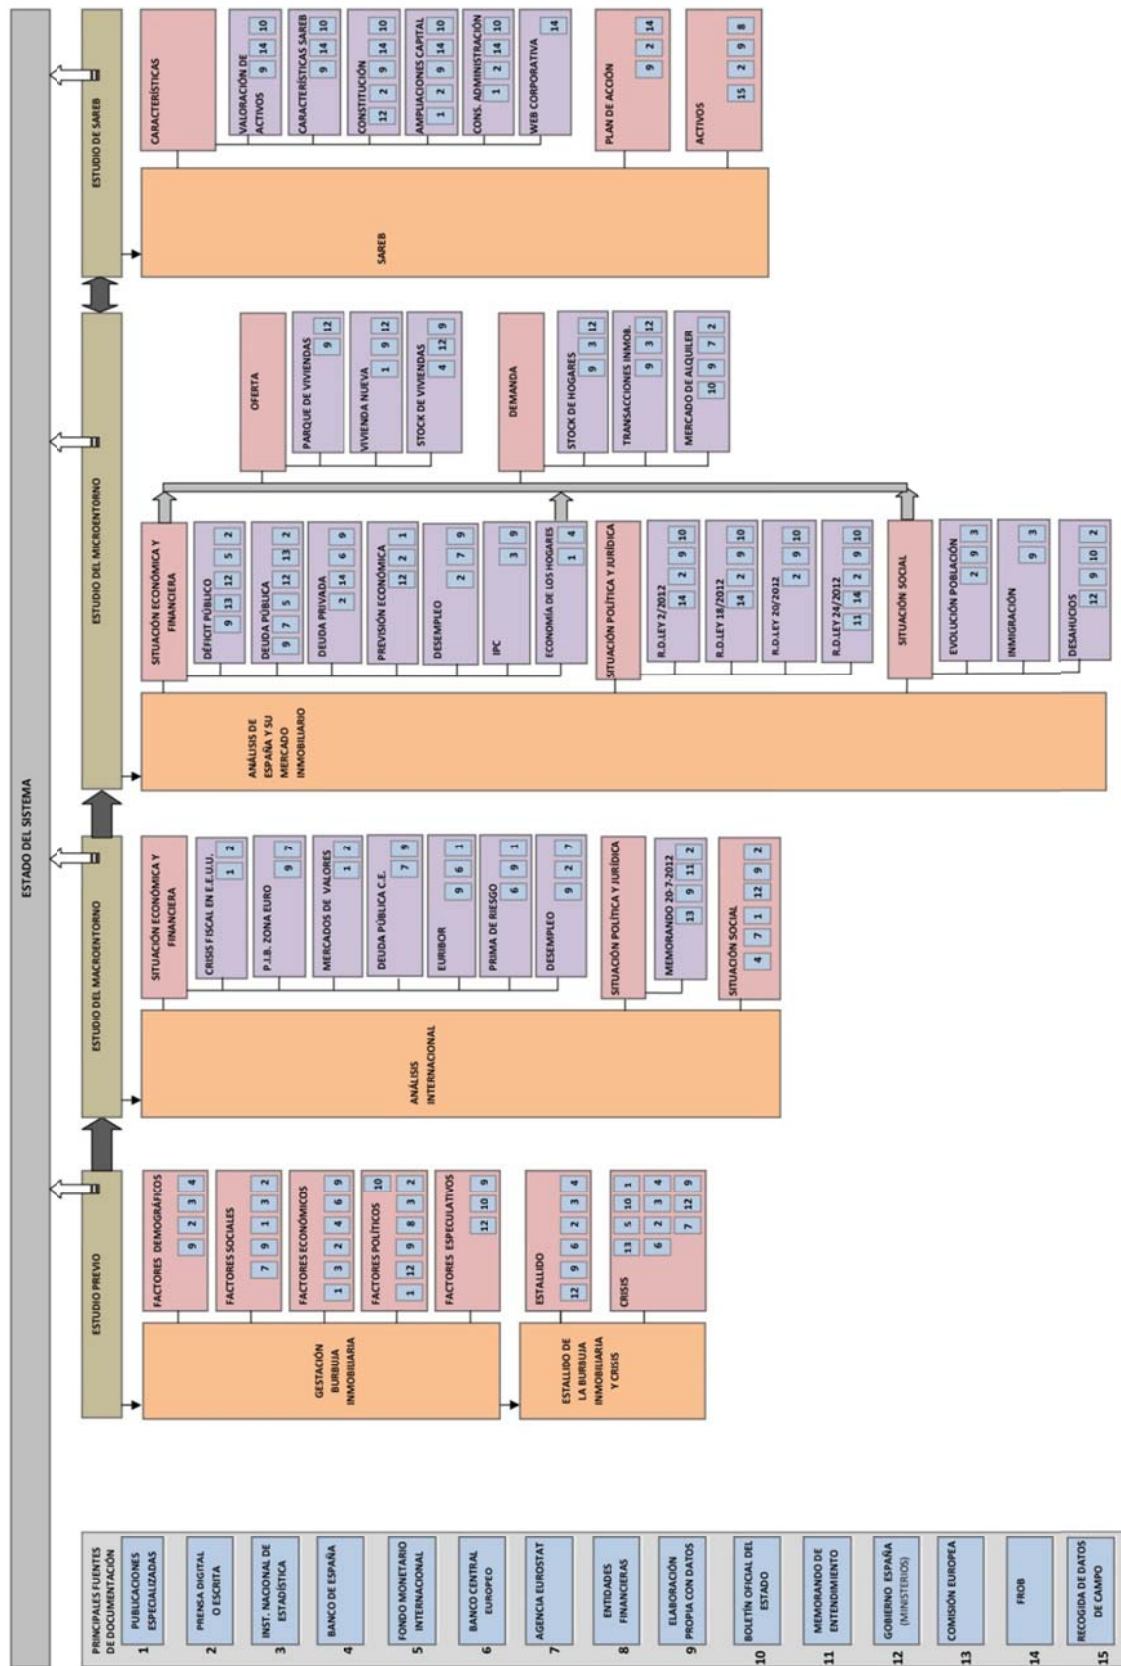 ESTADO DEL SISTEMA
PRINCIPALES FUENTES
DE DOCUMENTACIÓN
1
PUBLICACIONES
ESPECIALIZADAS
2
PRENSA DIGITAL
O ESCRITA
3
INST. NACIONAL DE
ESTADÍSTICA
4
BANCO DE ESPAÑA
5
FONDO MONETARIO
INTERNACIONAL
6
BANCO CENTRAL
EUROPEO
7
AGENCIA EUROSTAT
8
ENTIDADES
FINANCIERAS
9
ELABORACIÓN
PROPIA CON DATOS
10
BOLETÍN OFICIAL DEL
ESTADO
11
MEMORANDO DE
ENTENDIMIENTO
12
GOBIERNO ESPAÑA
(MINISTERIOS)
13
COMISIÓN EUROPEA
14
FROB
15
RECOGIDA DE DATOS
DE CAMPO
ESTUDIO PREVIO
GESTACIÓN
BURBUJA
INMOBILIARIA
FACTORES DEMOGRÁFICOS
9 2 3 4
FACTORES SOCIALES
7 9 1 3 2
FACTORES ECONÓMICOS
1 3 2 4 6 9
FACTORES POLÍTICOS 10
1 12 9 8 3 2
FACTORES ESPECULATIVOS
12 10 9
ESTALLIDO DE
LA BURBUJA
INMOBILIARIA
Y CRISIS
ESTALLIDO
12 9 6 2 3 4
CRISIS
13 5 10 1
6 2 3 4
7 12 9
ESTUDIO DEL MACROENTORNO
ANÁLISIS
INTERNACIONAL
SITUACIÓN ECONÓMICA Y
FINANCIERA
CRISIS FISCAL EN E.E.U.U.
1 2
P.I.B. ZONA EURO
9 7
MERCADOS DE VALORES
1 2
DEUDA PÚBLICA C.E.
7 9
EURIBOR
9 6 1
PRIMA DE RIESGO
6 9 1
DESEMPLEO
9 2 7
SITUACIÓN POLÍTICA Y JURÍDICA
MEMORANDO 20-7-2012
13 9 11 2
SITUACIÓN SOCIAL
4 7 1 12 9 2
ESTUDIO DEL MICROENTORNO
ANÁLISIS DE
ESPAÑA Y SU
MERCADO
INMOBILIARIO
SITUACIÓN ECONÓMICA Y
FINANCIERA
DÉFICIT PÚBLICO
9 13 12 5 2
DEUDA PÚBLICA
9 7 5 12 13 2
DEUDA PRIVADA
2 14 6 9
PREVISIÓN ECONÓMICA
12 2 1
DESEMPLEO
2 7 9
IPC
3 9
ECONOMÍA DE LOS HOGARES
1 4
SITUACIÓN POLÍTICA Y JURÍDICA
R.D.LEY 2/2012
14 2 9 10
R.D.LEY 18/2012
14 2 9 10
R.D.LEY 20/2012
2 9 10
R.D.LEY 24/2012
11 14 2 9 10
SITUACIÓN SOCIAL
EVOLUCIÓN POBLACIÓN
2 9 3
INMIGRACIÓN
9 3
DESAHUCIOS
12 9 10 2
OFERTA
PARQUE DE VIVIENDAS
9 12
VIVIENDA NUEVA
1 9 12
STOCK DE VIVIENDAS
4 12 9
DEMANDA
STOCK DE HOGARES
9 3 12
TRANSACCIONES INMOB.
9 3 12
MERCADO DE ALQUILER
10 9 7 2
ESTUDIO DE SAREB
SAREB
CARACTERÍSTICAS
VALORACIÓN DE
ACTIVOS 9 14 10
CARACTERÍSTICAS SAREB
9 14 10
CONSTITUCIÓN
12 2 9 14 10
AMPLIACIONES CAPITAL
1 2 9 14 10
CONS. ADMINISTRACIÓN
1 2 14 10
WEB CORPORATIVA
14
PLAN DE ACCIÓN
9 2 14
ACTIVOS
15 2 9 8